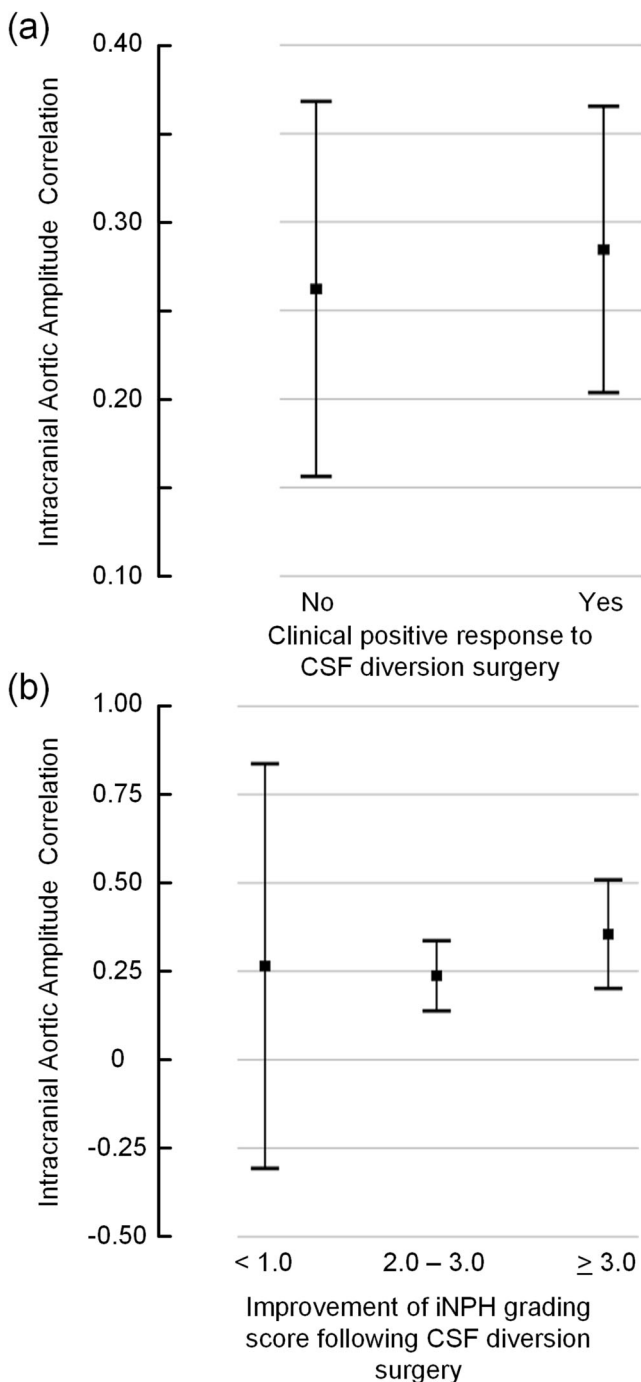 (a)
Intracranial Aortic Amplitude Correlation
0.40
0.30
0.20
0.10
No
Yes
Clinical positive response to
CSF diversion surgery
(b)
Intracranial Aortic Amplitude Correlation
1.00
0.75
0.50
0.25
0
-0.25
-0.50
< 1.0
2.0 – 3.0
≥ 3.0
Improvement of iNPH grading
score following CSF diversion
surgery